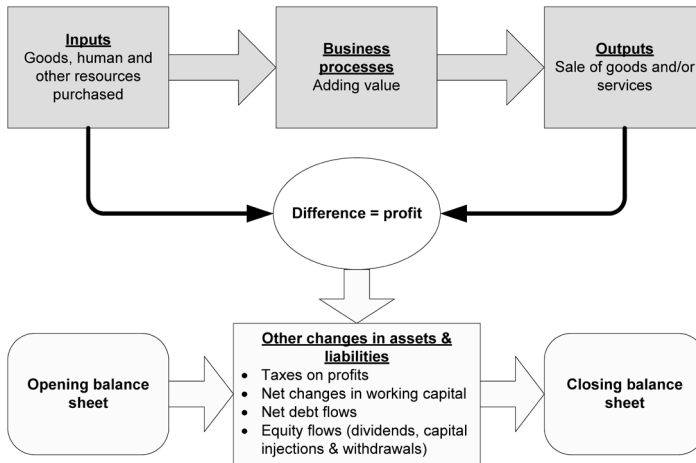 Inputs
Goods, human and
other resources
purchased
Business
processes
Adding value
Outputs
Sale of goods and/or
services
Difference = profit
Opening balance
sheet
Other changes in assets &
liabilities
• Taxes on profits
• Net changes in working capital
• Net debt flows
• Equity flows (dividends, capital
injections & withdrawals)
Closing balance
sheet